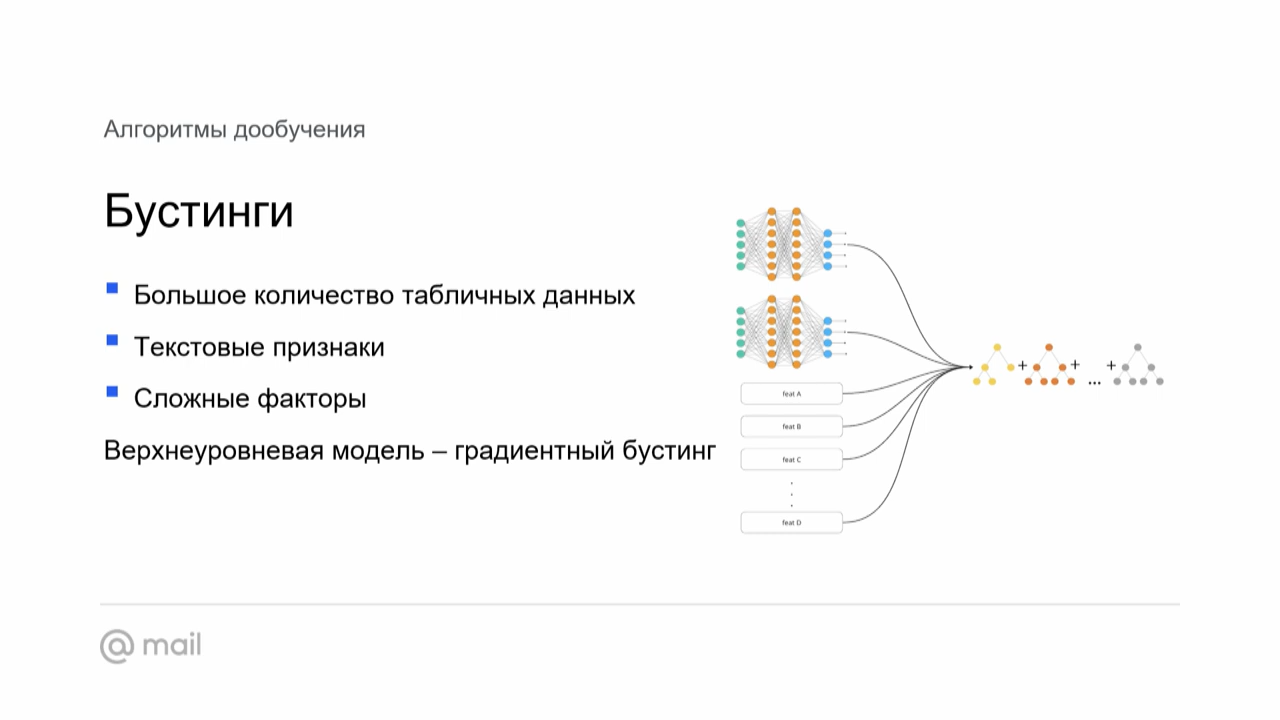 Алгоритмы дообучения
Бустинги
Большое количество табличных данных
Текстовые признаки
Сложные факторы
Верхнеуровневая модель – градиентный бустинг
feat A
feat B
feat C
feat D
+ + ... +
@ mail